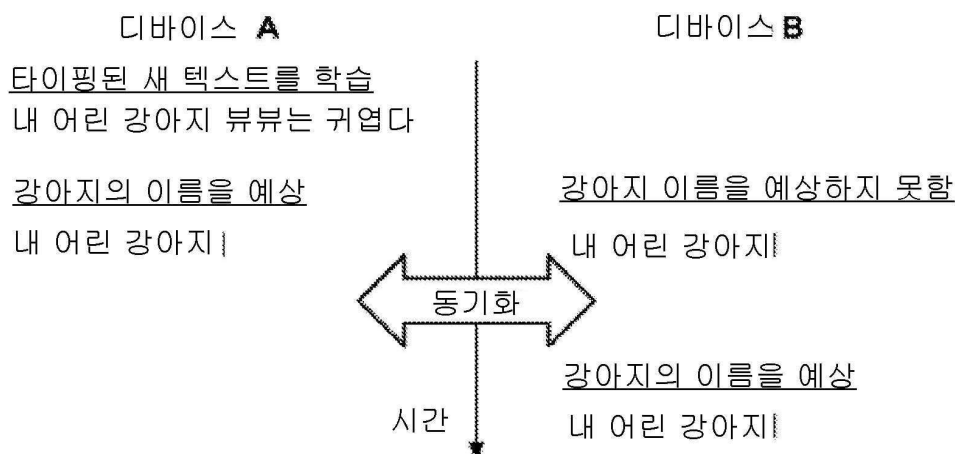 디바이스 A
타이핑된 새 텍스트를 학습
내 어린 강아지 뷰뷰는 귀엽다
강아지의 이름을 예상
내 어린 강아지|
디바이스 B
강아지 이름을 예상하지 못함
내 어린 강아지|
동기화
강아지의 이름을 예상
내 어린 강아지|
시간